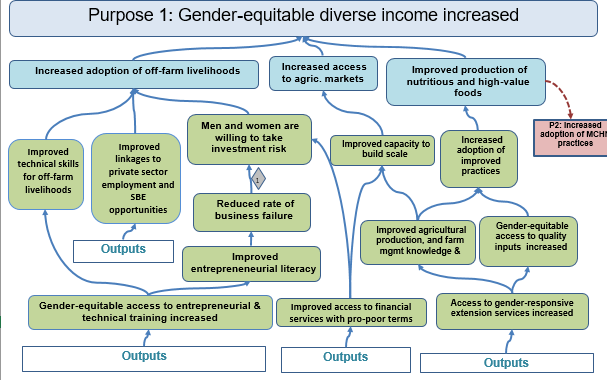 Purpose 1: Gender-equitable diverse income increased
Increased adoption of off-farm livelihoods
Increased access
to agric. markets
Improved production of
nutritious and high-value
foods
P2: Increased
adoption of MCHN
practices
Men and women are
willing to take
investment risk
Improved
technical skills
for off-farm
livelihoods
Improved
linkages to
private sector
employment and
SBE
opportunities
Improved capacity to
build scale
Increased
adoption of
improved
practices
1
Reduced rate of
business failure
Outputs
Improved
entrepreneneurial literacy
Improved agricultural
production, and farm
mgmt knowledge &
Gender-equitable
access to quality
inputs increased
Gender-equitable access to entrepreneurial &
technical training increased
Improved access to financial
services with pro-poor terms
Access to gender-responsive
extension services increased
Outputs
Outputs
Outputs